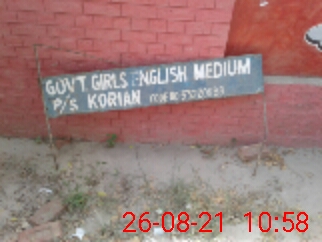 GOVT GIRLS ENGLISH MEDIUM
P/S KORIAN
26-08-21 10:58